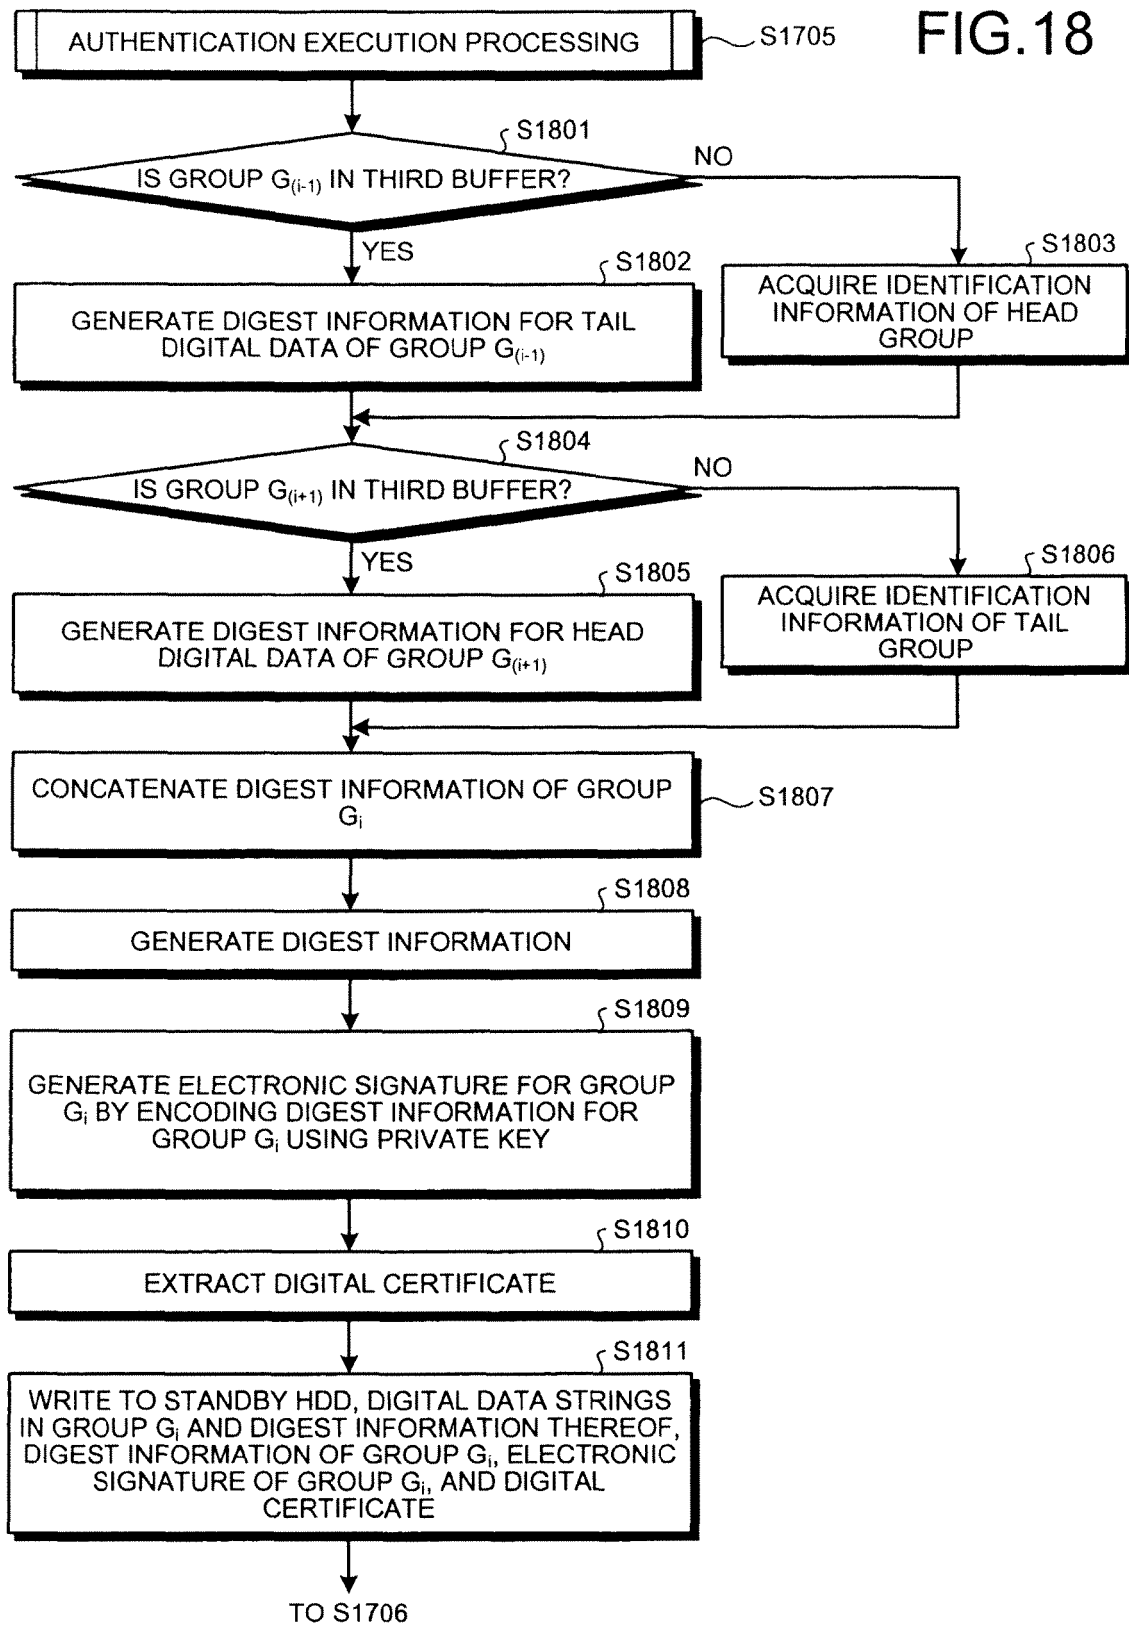 FIG.18
AUTHENTICATION EXECUTION PROCESSING
S1705
S1801
IS GROUP G(i-1) IN THIRD BUFFER?
NO
YES
S1802
GENERATE DIGEST INFORMATION FOR TAIL
DIGITAL DATA OF GROUP G(i-1)
S1803
ACQUIRE IDENTIFICATION
INFORMATION OF HEAD
GROUP
S1804
IS GROUP G(i+1) IN THIRD BUFFER?
NO
YES
S1805
GENERATE DIGEST INFORMATION FOR HEAD
DIGITAL DATA OF GROUP G(i+1)
S1806
ACQUIRE IDENTIFICATION
INFORMATION OF TAIL
GROUP
CONCATENATE DIGEST INFORMATION OF GROUP
Gi
S1807
S1808
GENERATE DIGEST INFORMATION
S1809
GENERATE ELECTRONIC SIGNATURE FOR GROUP
Gi BY ENCODING DIGEST INFORMATION FOR
GROUP Gi USING PRIVATE KEY
S1810
EXTRACT DIGITAL CERTIFICATE
S1811
WRITE TO STANDBY HDD, DIGITAL DATA STRINGS
IN GROUP Gi AND DIGEST INFORMATION THEREOF,
DIGEST INFORMATION OF GROUP Gi, ELECTRONIC
SIGNATURE OF GROUP Gi, AND DIGITAL
CERTIFICATE
TO S1706